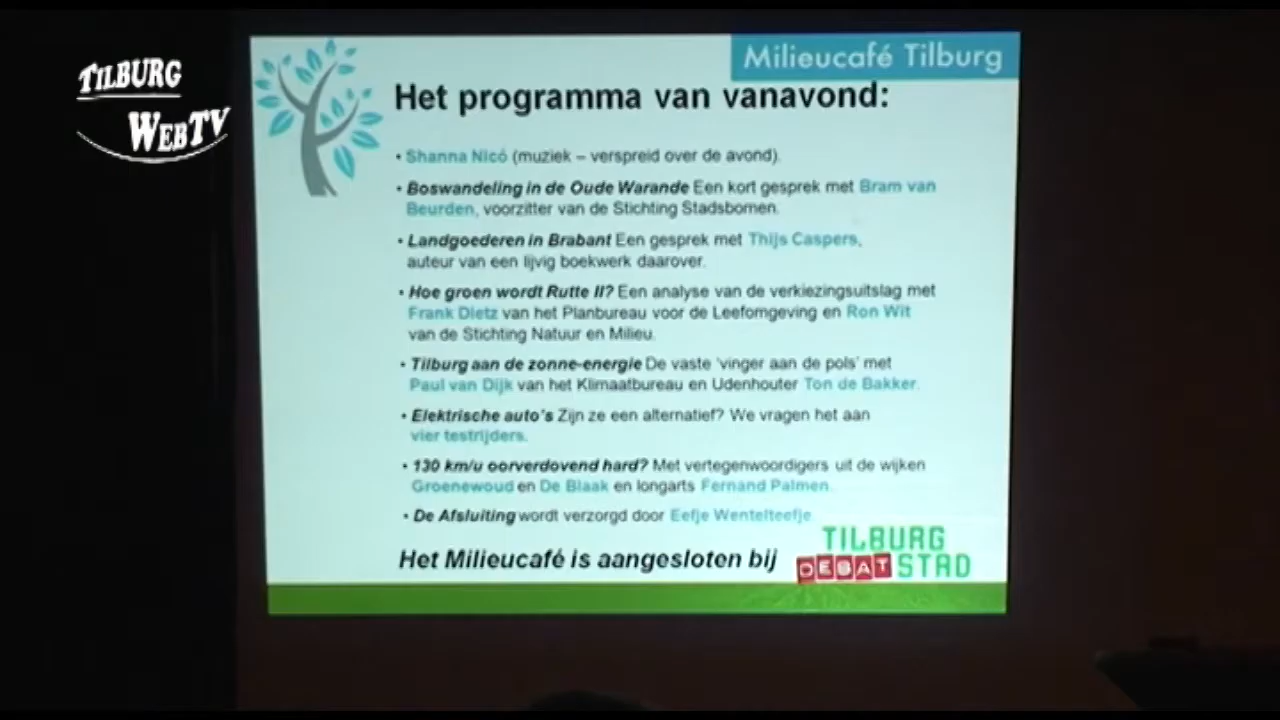 TILBURG
WEBTV
Milieucafé Tilburg
Het programma van vanavond:
• Shanna Nicó (muziek – verspreid over de avond).
• Boswandeling in de Oude Warande Een kort gesprek met Bram van
Beurden, voorzitter van de Stichting Stadsbomen.
• Landgoederen in Brabant Een gesprek met Thijs Caspers,
auteur van een lijvig boekwerk daarover.
• Hoe groen wordt Rutte II? Een analyse van de verkiezingsuitslag met
Frank Dietz van het Planbureau voor de Leefomgeving en Ron Wit
van de Stichting Natuur en Milieu.
• Tilburg aan de zonne-energie De vaste 'vinger aan de pols' met
Paul van Dijk van het Klimaatbureau en Udenhouter Ton de Bakker.
• Elektrische auto's Zijn ze een alternatief? We vragen het aan
vier testrijders.
• 130 km/u oorverdovend hard? Met vertegenwoordigers uit de wijken
Groenewoud en De Blaak en longarts Fernand Palmen.
• De Afsluiting wordt verzorgd door Eefje Wentelteefje
Het Milieucafé is aangesloten bij
TILBURG
DEBAT STAD